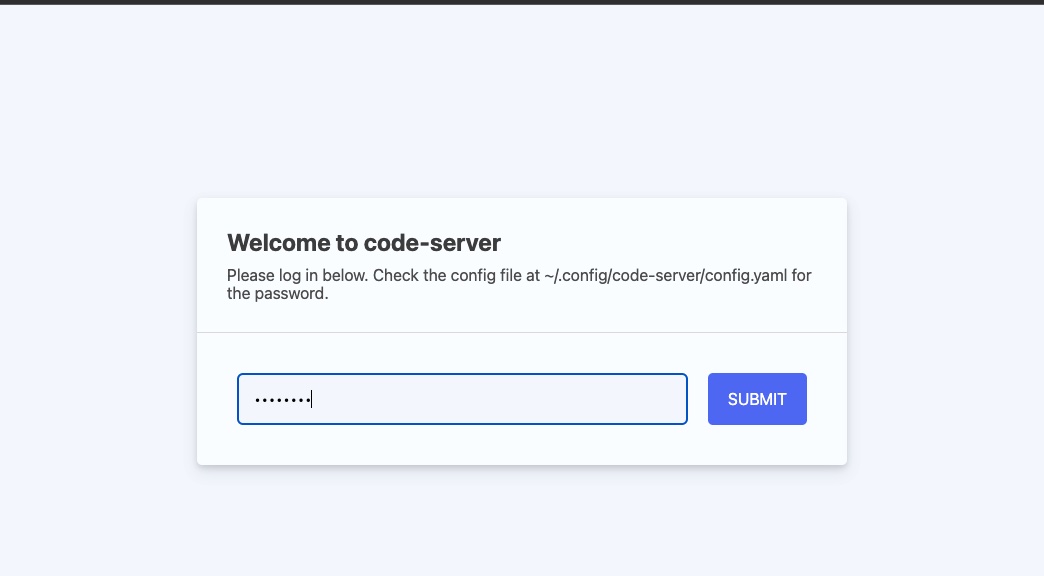 Welcome to code-server
Please log in below. Check the config file at ~/.config/code-server/config.yaml for
the password.
••••••••
SUBMIT